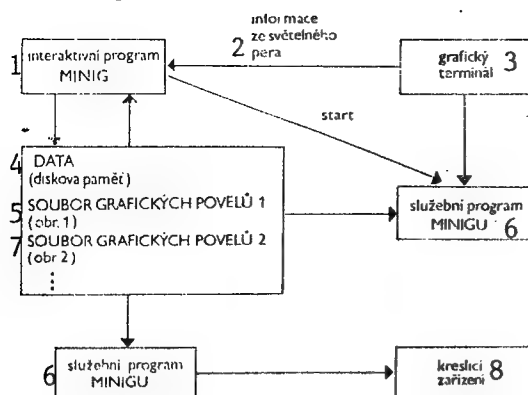 informace
2 ze světelného
pera
1 interaktivní program
MINIG
grafický 3
terminál
start
4 DATA
(diskova paměť)
5 SOUBOR GRAFICKÝCH POVELŮ 1
(obr. 1)
7 SOUBOR GRAFICKÝCH POVELŮ 2
(obr 2)
služební program
MINIGU 6
6 služební program
MINIGU
kreslicí 8
zařízení